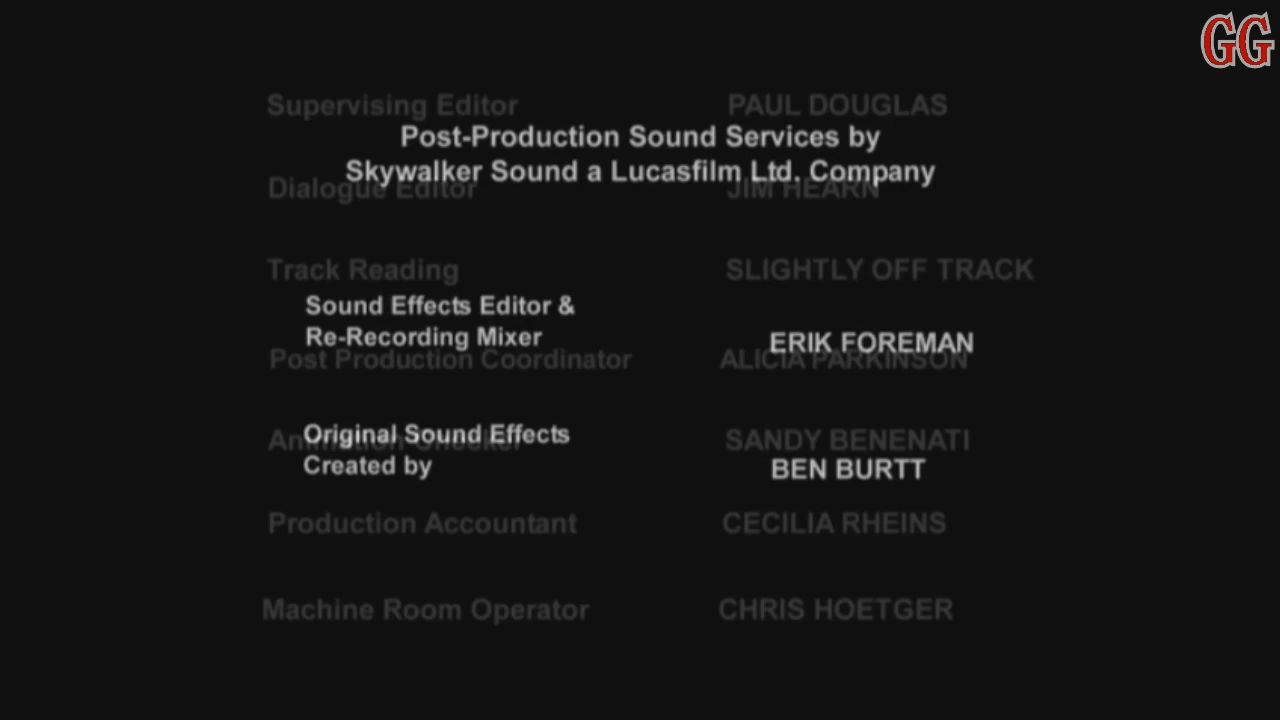 GG
Supervising Editor PAUL DOUGLAS
Post-Production Sound Services by
Skywalker Sound a Lucasfilm Ltd. Company
Dialogue Editor JIM HEARN
Track Reading SLIGHTLY OFF TRACK
Sound Effects Editor &
Re-Recording Mixer ERIK FOREMAN
Post Production Coordinator ALICIA PARKINSON
Original Sound Effects
Created by BEN BURTT
Animation Checker SANDY BENENATI
Production Accountant CECILIA RHEINS
Machine Room Operator CHRIS HOETGER